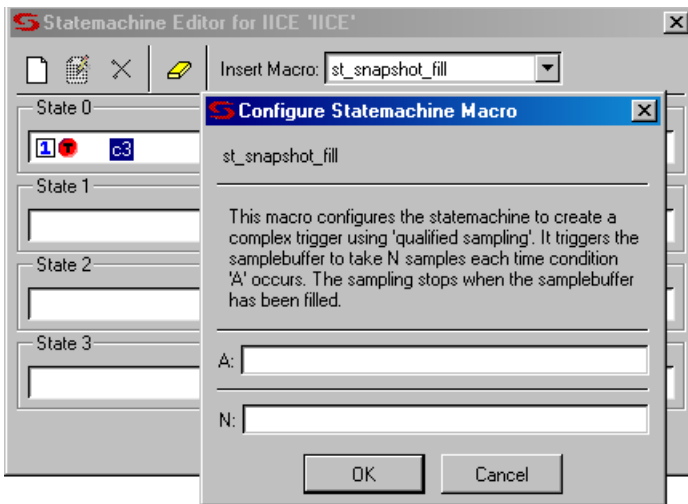 Statemachine Editor for IICE 'IICE'
Insert Macro: st_snapshot_fill
State 0
1 T c3
State 1
State 2
State 3
Configure Statemachine Macro
st_snapshot_fill
This macro configures the statemachine to create a
complex trigger using 'qualified sampling'. It triggers the
samplebuffer to take N samples each time condition
'A' occurs. The sampling stops when the samplebuffer
has been filled.
A:
N:
OK
Cancel